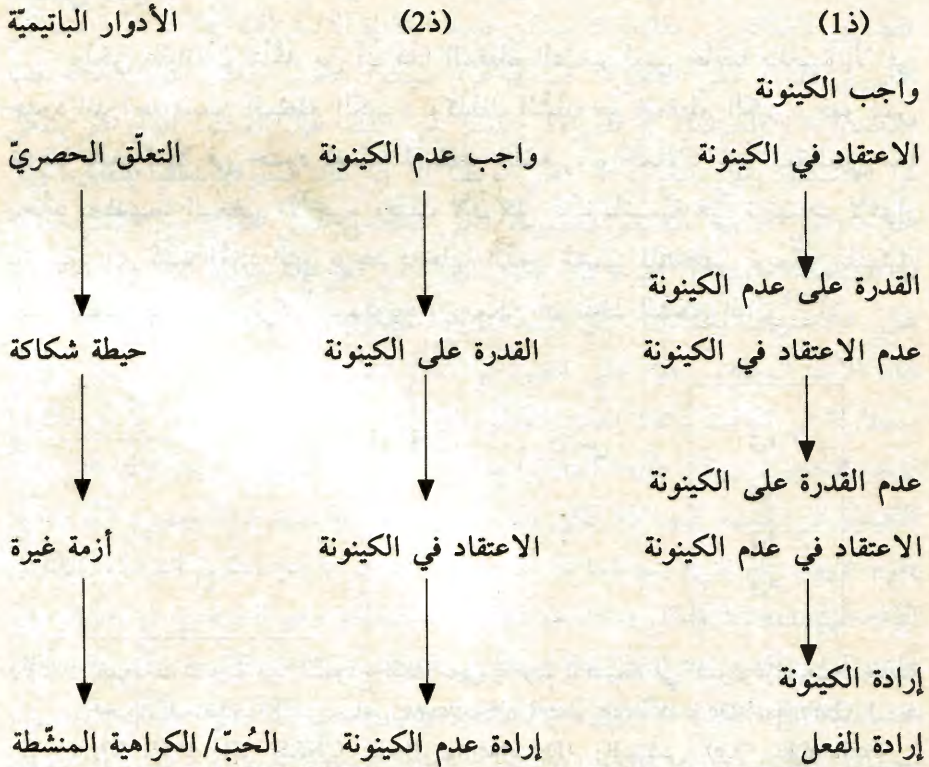 (ذ1) (ذ2) الأدوار الباتيميّة
واجب الكينونة
الاعتقاد في الكينونة واجب عدم الكينونة التعلّق الحصريّ
القدرة على عدم الكينونة
عدم الاعتقاد في الكينونة القدرة على الكينونة حيطة شكاكة
عدم القدرة على الكينونة
الاعتقاد في عدم الكينونة الاعتقاد في الكينونة أزمة غيرة
إرادة الكينونة
إرادة الفعل إرادة عدم الكينونة الحُبّ/الكراهية المنشّطة